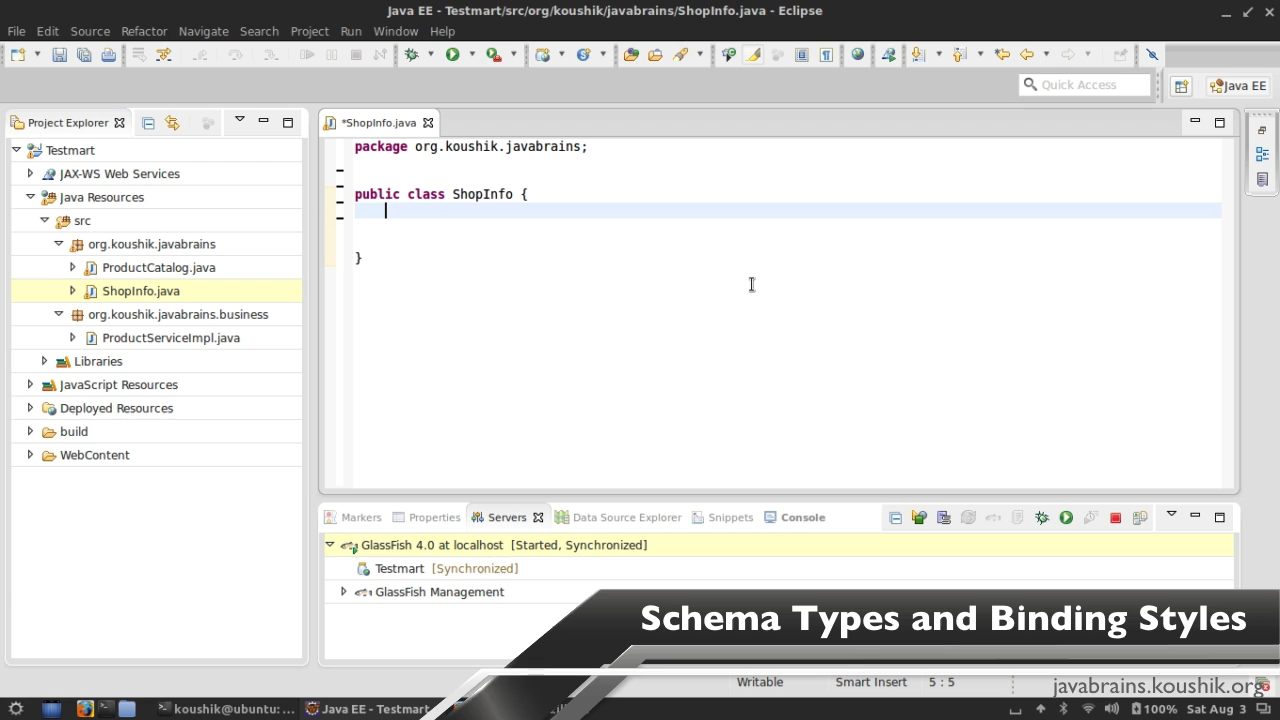 Java EE - Testmart/src/org/koushik/javabrains/ShopInfo.java - Eclipse
File Edit Source Refactor Navigate Search Project Run Window Help
Quick Access
Java EE
Project Explorer
*ShopInfo.java
Testmart
JAX-WS Web Services
Java Resources
src
org.koushik.javabrains
ProductCatalog.java
ShopInfo.java
org.koushik.javabrains.business
ProductServiceImpl.java
Libraries
JavaScript Resources
Deployed Resources
build
WebContent
package org.koushik.javabrains;
public class ShopInfo {
}
Markers Properties Servers Data Source Explorer Snippets Console
GlassFish 4.0 at localhost [Started, Synchronized]
Testmart [Synchronized]
GlassFish Management
Schema Types and Binding Styles
Writable Smart Insert 5 : 5
javabrains.koushik.org
koushik@ubuntu: ... Java EE - Testmart 100% Sat Aug 3